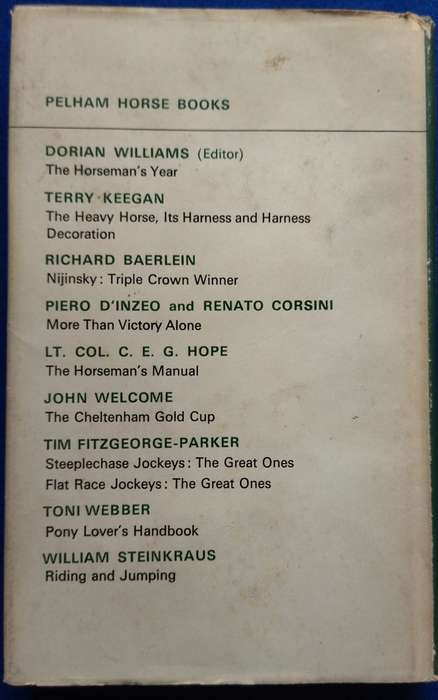 PELHAM HORSE BOOKS
DORIAN WILLIAMS (Editor)
The Horseman's Year
TERRY KEEGAN
The Heavy Horse, Its Harness and Harness
Decoration
RICHARD BAERLEIN
Nijinsky: Triple Crown Winner
PIERO D'INZEO and RENATO CORSINI
More Than Victory Alone
LT. COL. C. E. G. HOPE
The Horseman's Manual
JOHN WELCOME
The Cheltenham Gold Cup
TIM FITZGEORGE-PARKER
Steeplechase Jockeys: The Great Ones
Flat Race Jockeys: The Great Ones
TONI WEBBER
Pony Lover's Handbook
WILLIAM STEINKRAUS
Riding and Jumping